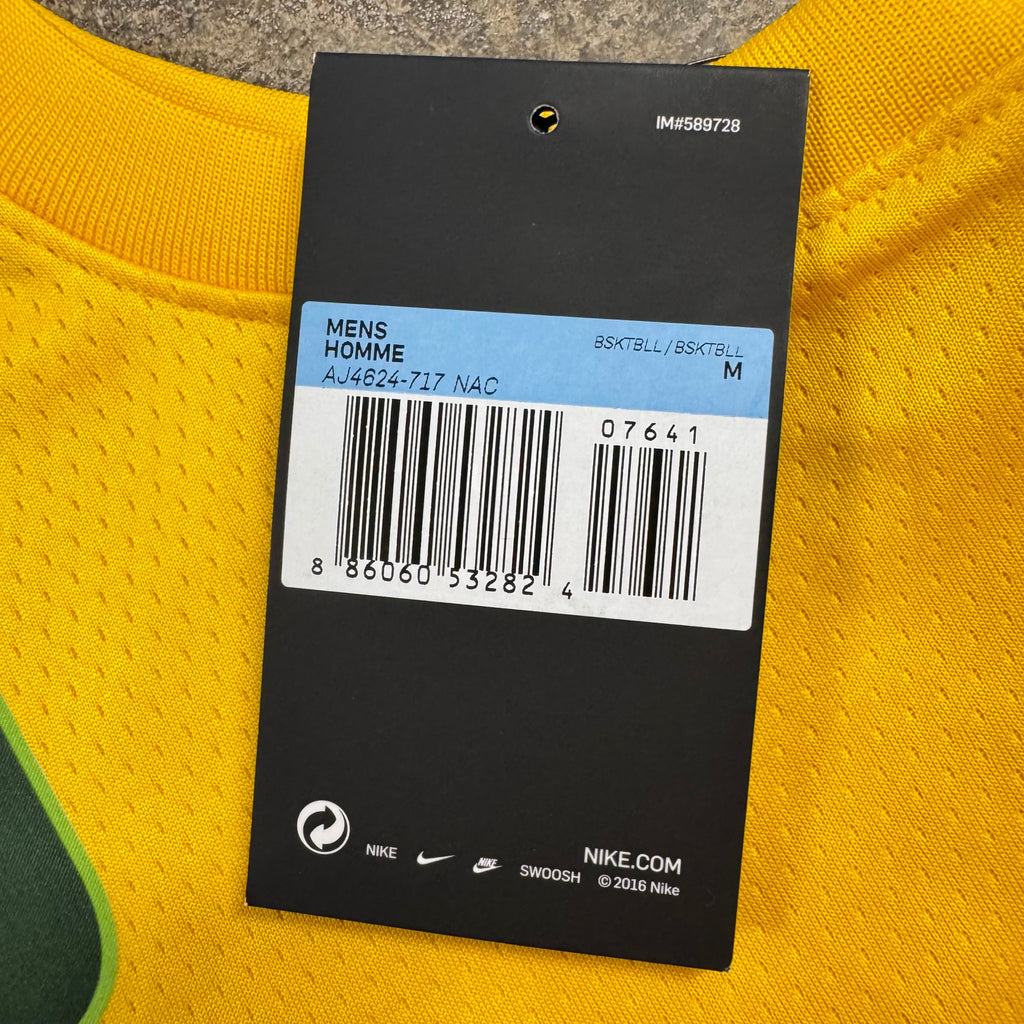 IM#589728
MENS
HOMME
BSKTBLL / BSKTBLL
AJ4624-717 NAC
M
07641
8 86060 53282 4
NIKE
NIKE
SWOOSH
NIKE.COM
© 2016 Nike